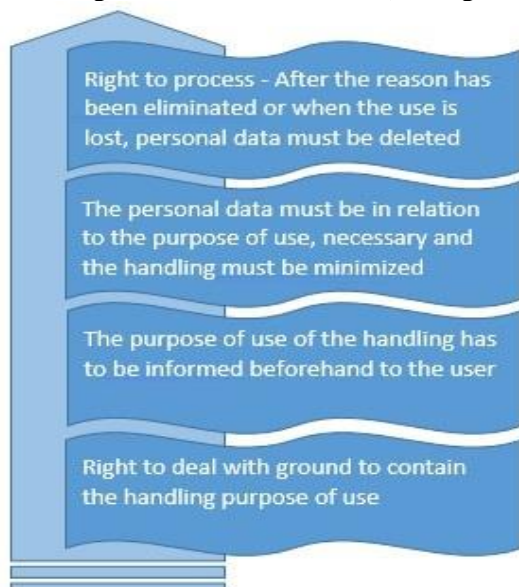 Right to process - After the reason has
been eliminated or when the use is
lost, personal data must be deleted
The personal data must be in relation
to the purpose of use, necessary and
the handling must be minimized
The purpose of use of the handling has
to be informed beforehand to the user
Right to deal with ground to contain
the handling purpose of use